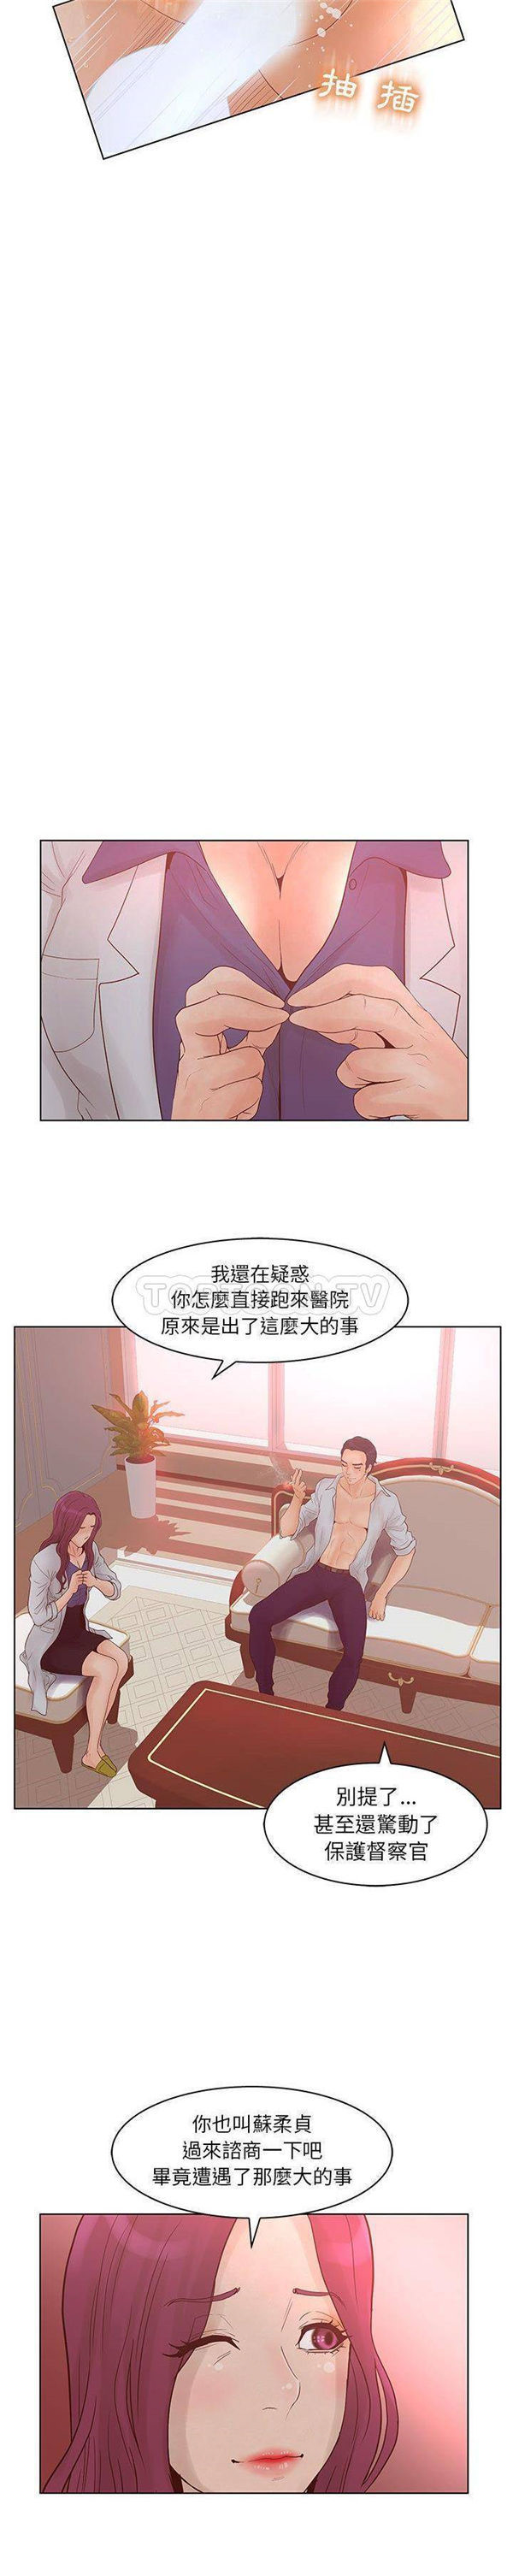 抽插
我還在疑惑
你怎麼直接跑來醫院
原來是出了這麼大的事
TOPTOON.TV
別提了...
甚至還驚動了
保護督察官
你也叫蘇柔貞
過來諮商一下吧
畢竟遭遇了那麼大的事